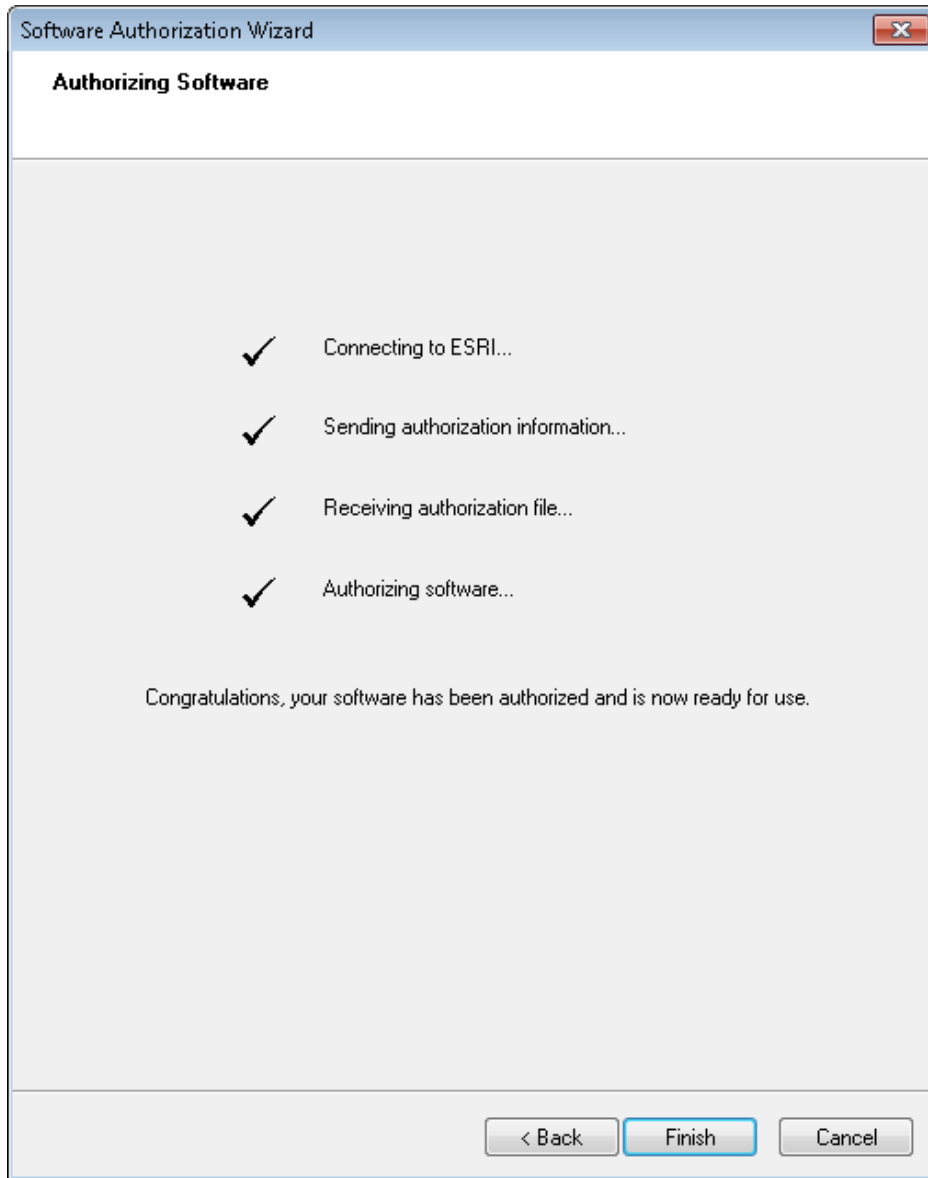 Software Authorization Wizard
Authorizing Software
Connecting to ESRI...
Sending authorization information...
Receiving authorization file...
Authorizing software...
Congratulations, your software has been authorized and is now ready for use.
< Back Finish Cancel